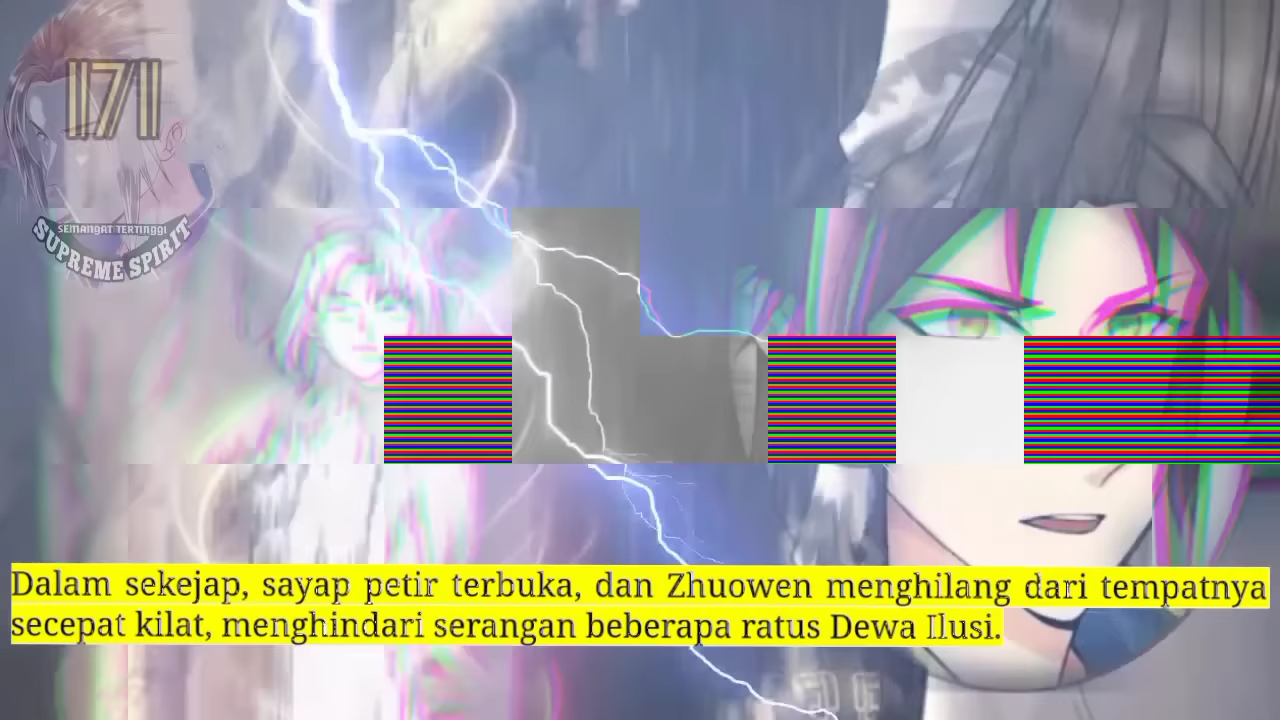 171
SEMANGAT TERTINGGI
SUPREME SPIRIT
Dalam sekejap, sayap petir terbuka, dan Zhuowen menghilang dari tempatnya
secepat kilat, menghindari serangan beberapa ratus Dewa Ilusi.